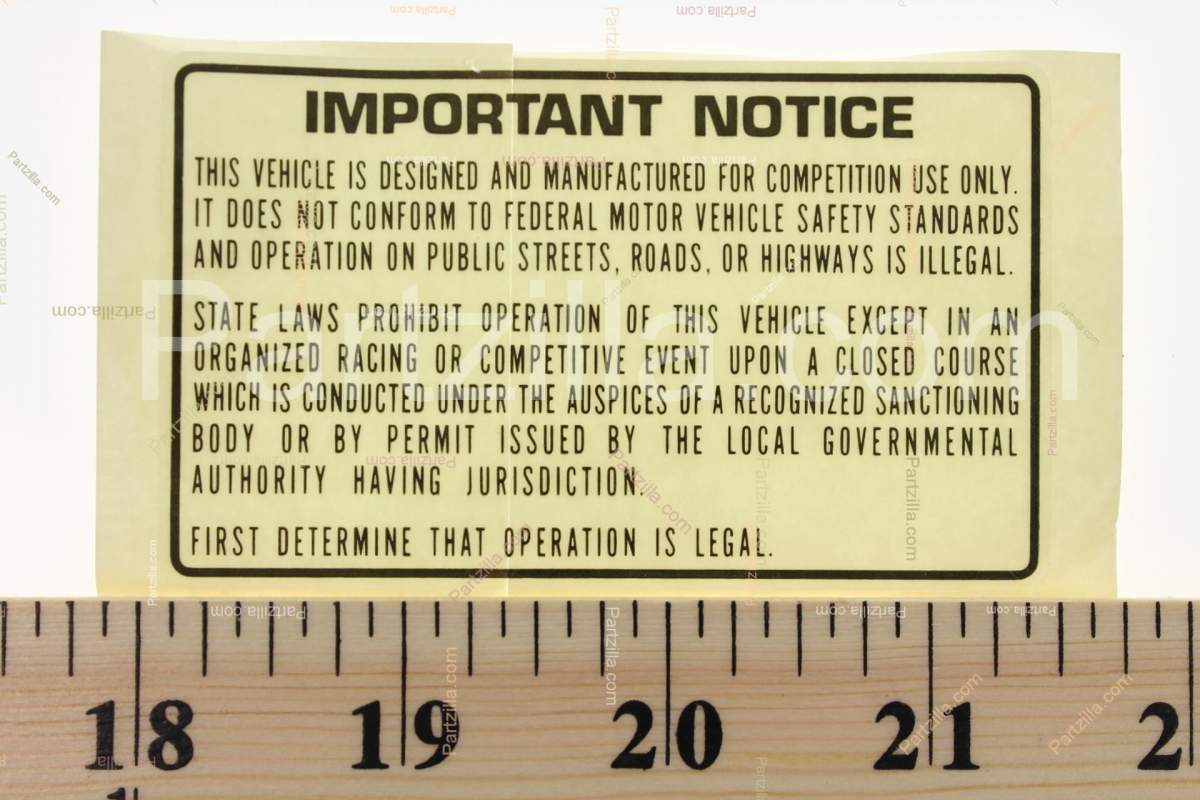 IMPORTANT NOTICE
THIS VEHICLE IS DESIGNED AND MANUFACTURED FOR COMPETITION USE ONLY.
IT DOES NOT CONFORM TO FEDERAL MOTOR VEHICLE SAFETY STANDARDS
AND OPERATION ON PUBLIC STREETS, ROADS, OR HIGHWAYS IS ILLEGAL.
STATE LAWS PROHIBIT OPERATION OF THIS VEHICLE EXCEPT IN AN
ORGANIZED RACING OR COMPETITIVE EVENT UPON A CLOSED COURSE
WHICH IS CONDUCTED UNDER THE AUSPICES OF A RECOGNIZED SANCTIONING
BODY OR BY PERMIT ISSUED BY THE LOCAL GOVERNMENTAL
AUTHORITY HAVING JURISDICTION.
FIRST DETERMINE THAT OPERATION IS LEGAL.
Partzilla.com
18 19 20 21 2